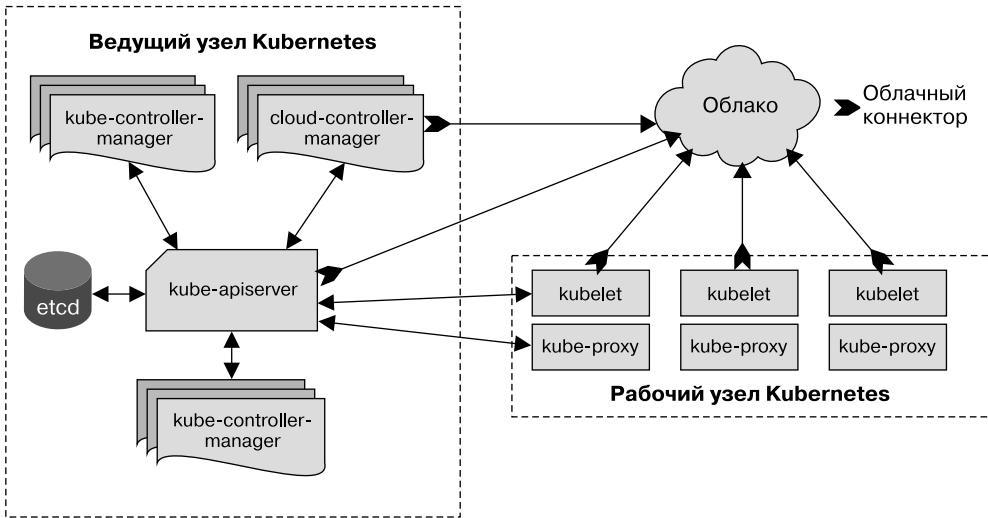 Ведущий узел Kubernetes
kube-controller-
manager
cloud-controller-
manager
Облако
Облачный
коннектор
etcd
kube-apiserver
kubelet
kubelet
kubelet
kube-proxy
kube-proxy
kube-proxy
Рабочий узел Kubernetes
kube-controller-
manager